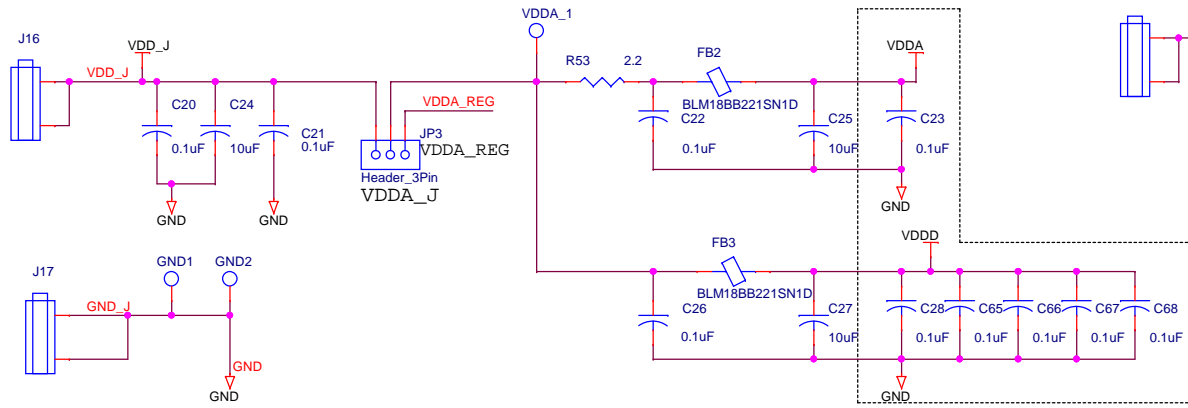 VDDA_1
J16
VDD_J
VDD_J
R53
2.2
FB2
VDDA
BLM18BB221SN1D
C20
C24
C21
0.1uF
10uF
0.1uF
VDDA_REG
JP3
VDDA_REG
Header_3Pin
VDDA_J
C22
0.1uF
C25
10uF
C23
0.1uF
GND
GND
GND
J17
GND1
GND2
GND_J
GND
GND
FB3
BLM18BB221SN1D
VDDD
C26
0.1uF
C27
10uF
C28
C65
C66
C67
C68
0.1uF
0.1uF
0.1uF
0.1uF
0.1uF
GND